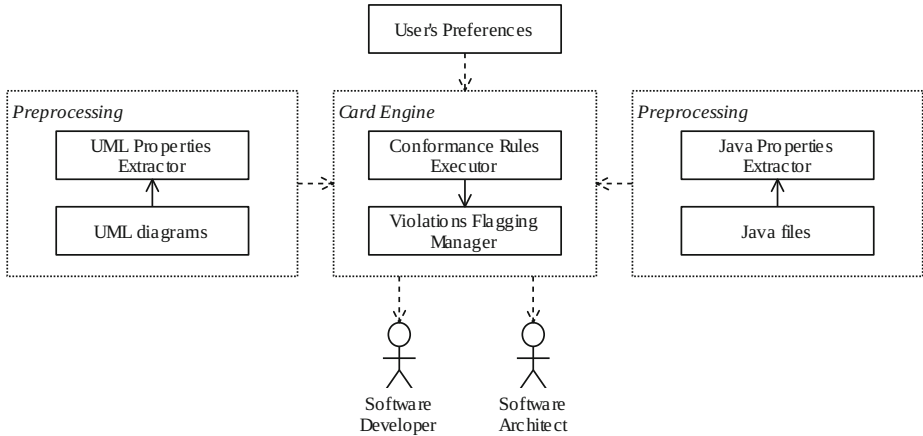 User's Preferences
Preprocessing
UML Properties
Extractor
UML diagrams
Card Engine
Conformance Rules
Executor
Violations Flagging
Manager
Preprocessing
Java Properties
Extractor
Java files
Software
Developer
Software
Architect